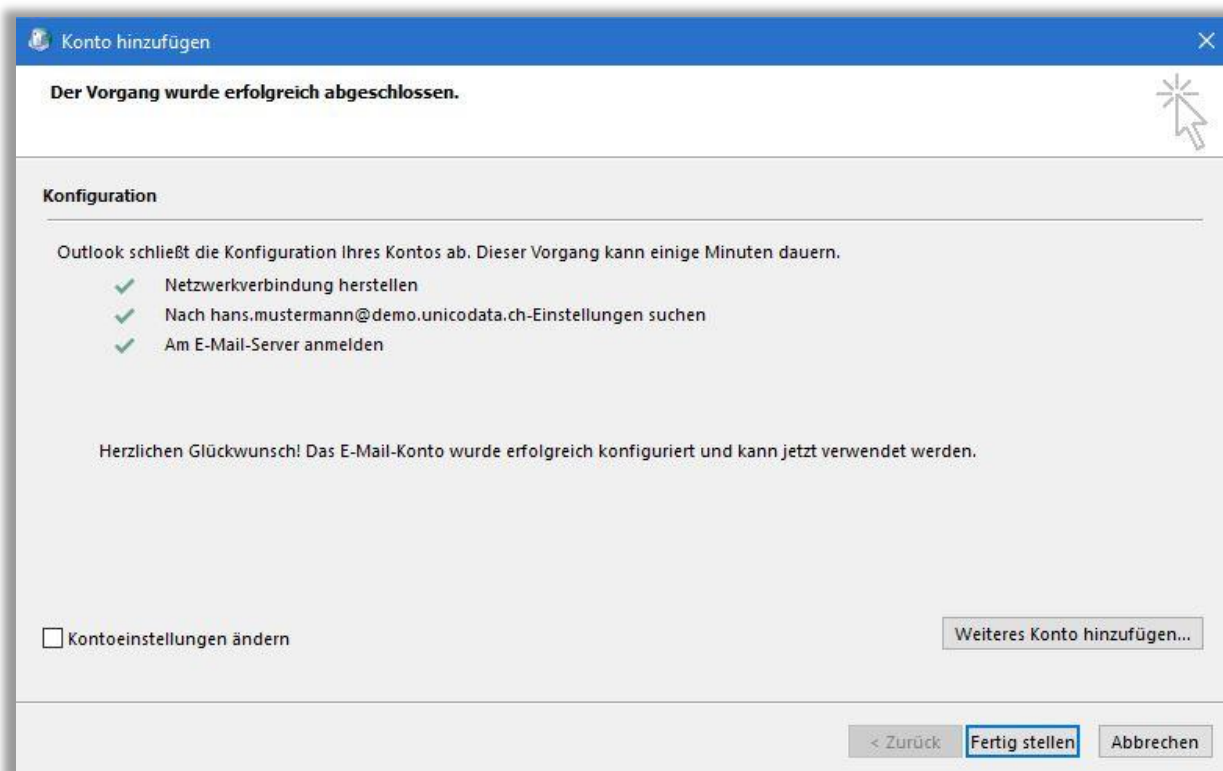 Konto hinzufügen
Der Vorgang wurde erfolgreich abgeschlossen.
Konfiguration
Outlook schließt die Konfiguration Ihres Kontos ab. Dieser Vorgang kann einige Minuten dauern.
Netzwerkverbindung herstellen
Nach hans.mustermann@demo.unicodata.ch-Einstellungen suchen
Am E-Mail-Server anmelden
Herzlichen Glückwunsch! Das E-Mail-Konto wurde erfolgreich konfiguriert und kann jetzt verwendet werden.
Kontoeinstellungen ändern
Weiteres Konto hinzufügen...
< Zurück Fertig stellen Abbrechen